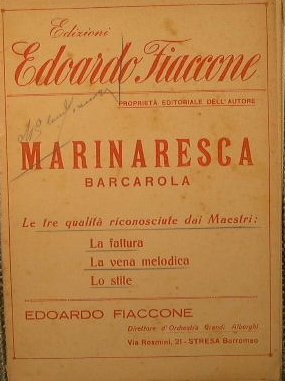 Edizioni
Edoardo Fiaccone
PROPRIETÀ EDITORIALE DELL'AUTORE
MARINARESCA
BARCAROLA
Le tre qualità riconosciute dai Maestri:
La fattura
La vena melodica
Lo stile
EDOARDO FIACCONE
Direttore d'Orchestra Grandi Alberghi
Via Rosmini, 21 - STRESA Borromeo